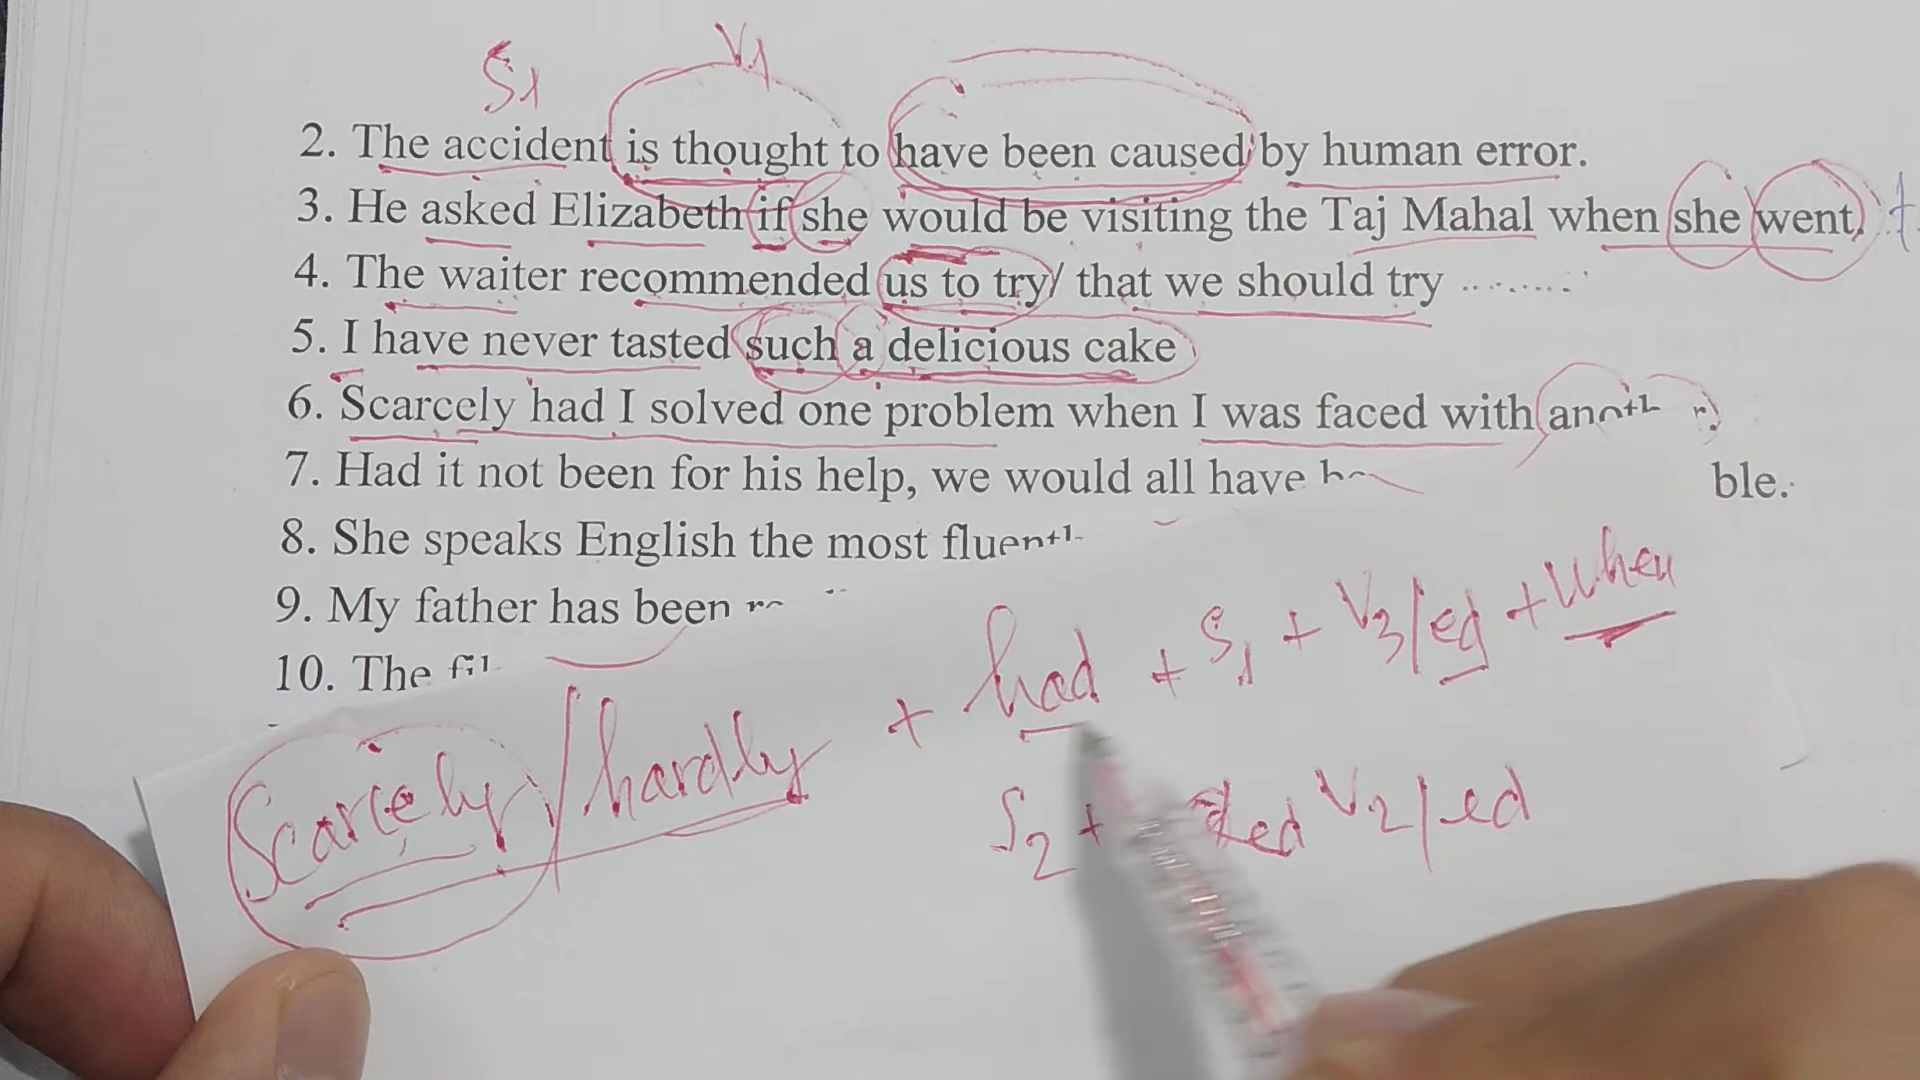 S1 V1
2. The accident is thought to have been caused by human error.
3. He asked Elizabeth if she would be visiting the Taj Mahal when she went.
4. The waiter recommended us to try/ that we should try ........
5. I have never tasted such a delicious cake
6. Scarcely had I solved one problem when I was faced with
7. Had it not been for his help, we would all have
8. She speaks English the most
9. My father has been
10. The
Scarcely/hardly + had + S1 + V3/ed + when
S2 + V2/ed